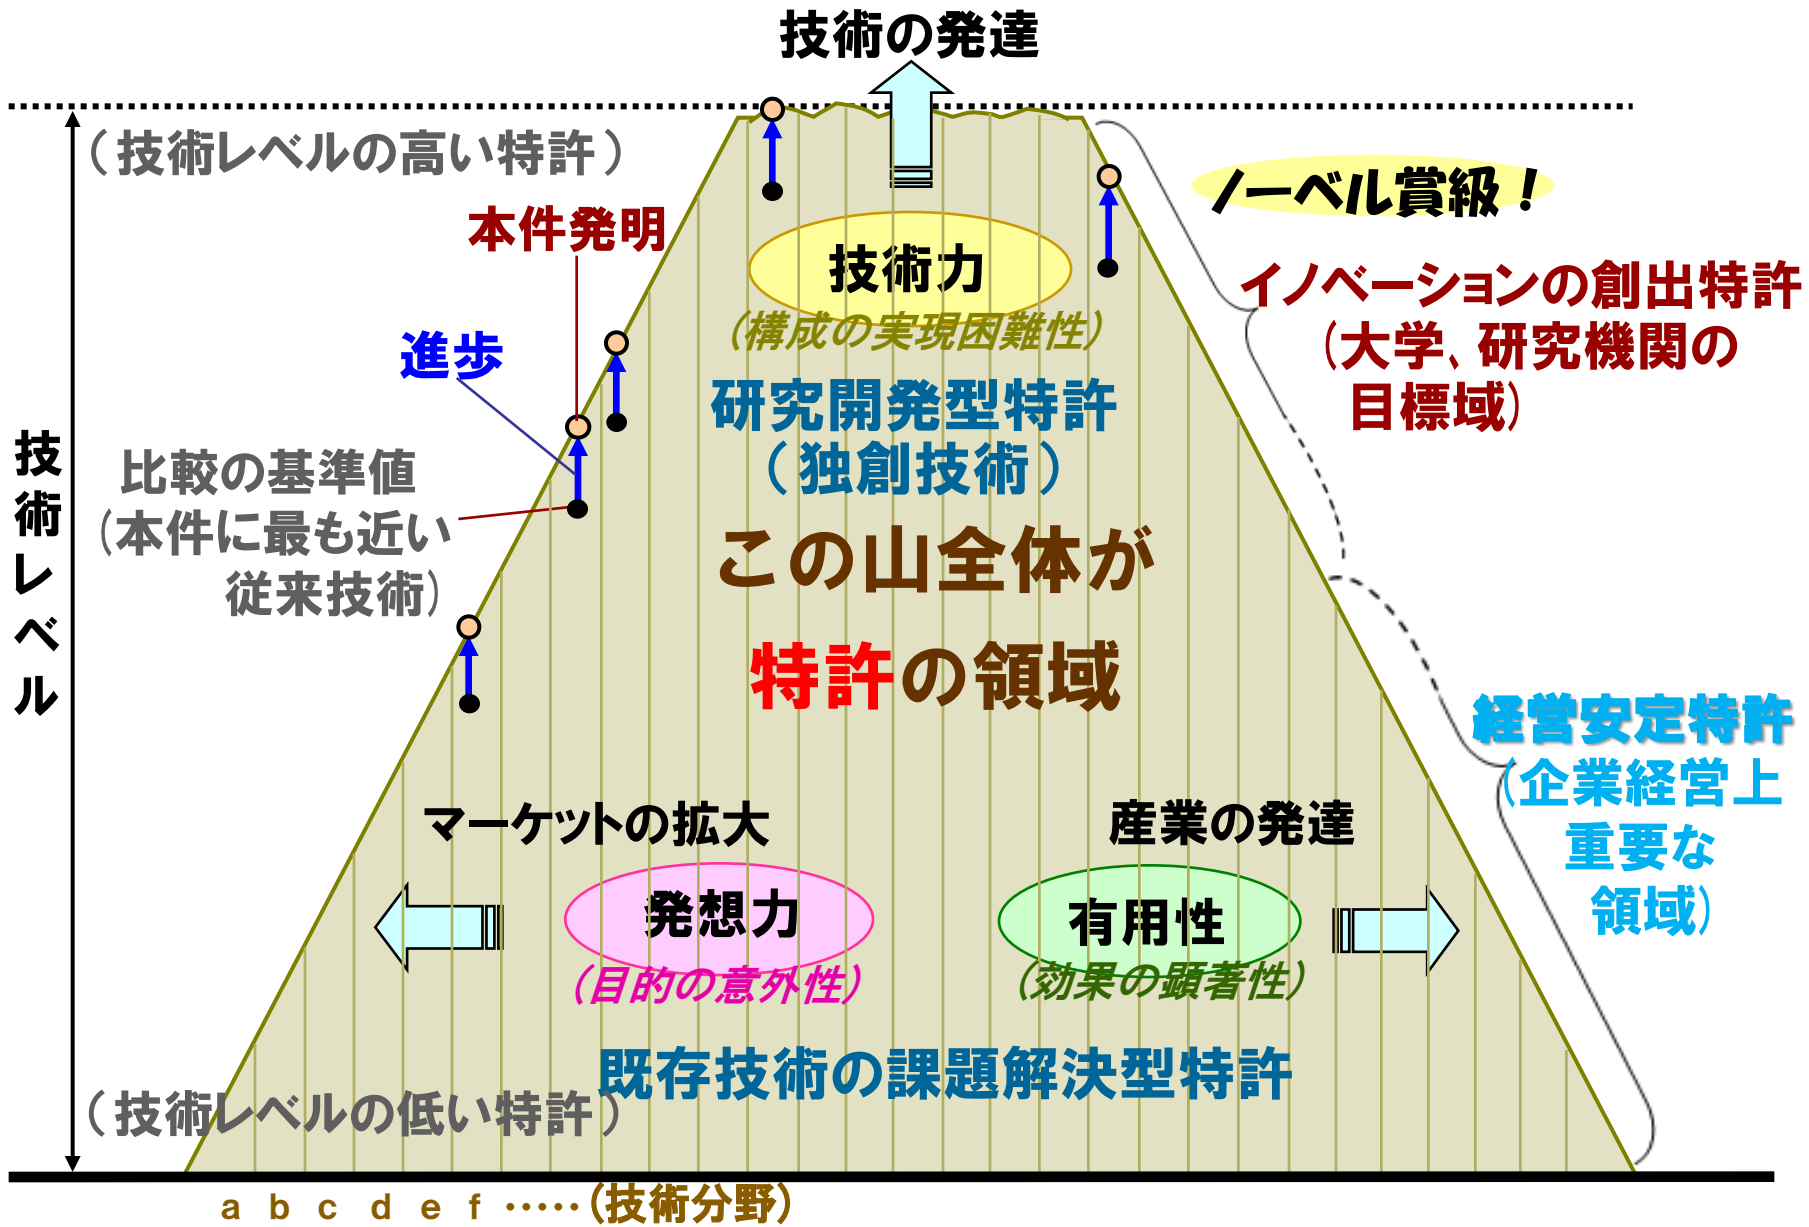 技術の発達
（技術レベルの高い特許）
ノーベル賞級！
本件発明
技術力
（構成の実現困難性）
イノベーションの創出特許
（大学、研究機関の
目標域）
進歩
研究開発型特許
（独創技術）
技術レベル
比較の基準値
（本件に最も近い
従来技術）
この山全体が
特許の領域
経営安定特許
（企業経営上
重要な
領域）
マーケットの拡大
産業の発達
発想力
（目的の意外性）
有用性
（効果の顕著性）
既存技術の課題解決型特許
（技術レベルの低い特許）
a b c d e f ‥‥‥（技術分野）